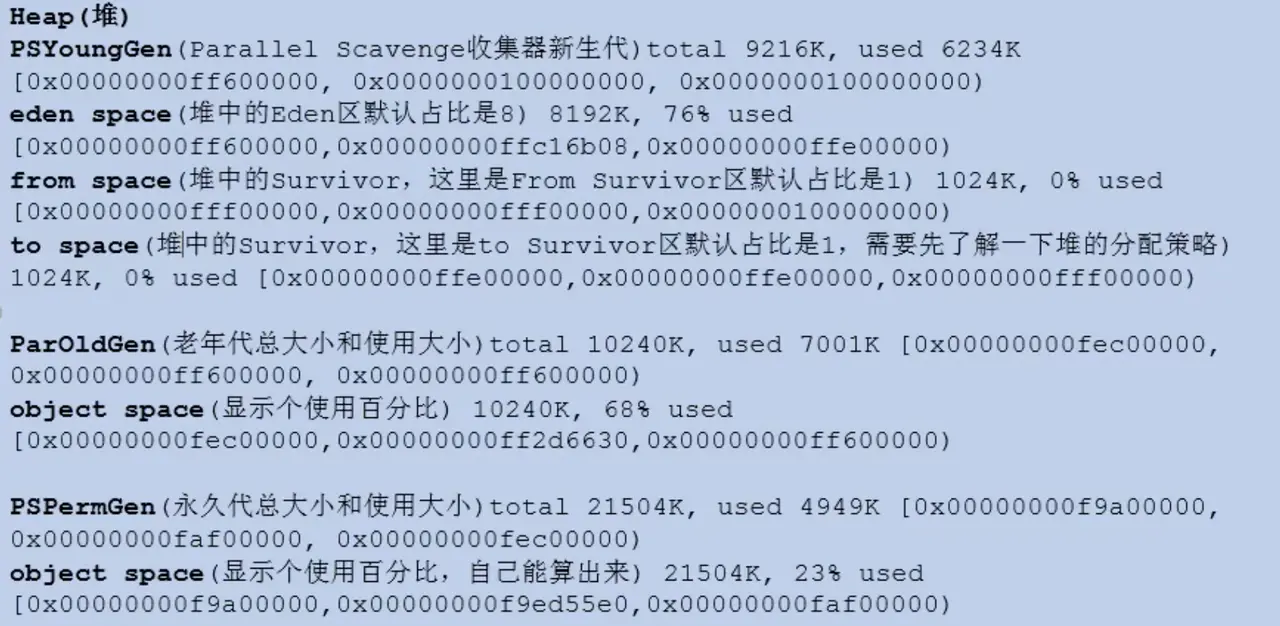 Heap(堆)
PSYoungGen(Parallel Scavenge收集器新生代)total 9216K, used 6234K
[0x00000000ff600000, 0x0000000100000000, 0x0000000100000000)
eden space(堆中的Eden区默认占比是8) 8192K, 76% used
[0x00000000ff600000,0x00000000ffc16b08,0x00000000ffe00000)
from space(堆中的Survivor，这里是From Survivor区默认占比是1) 1024K, 0% used
[0x00000000fff00000,0x00000000fff00000,0x0000000100000000)
to space(堆中的Survivor，这里是to Survivor区默认占比是1，需要先了解一下堆的分配策略)
1024K, 0% used [0x00000000ffe00000,0x00000000ffe00000,0x00000000fff00000)
ParOldGen(老年代总大小和使用大小)total 10240K, used 7001K [0x00000000fec00000,
0x00000000ff600000, 0x00000000ff600000)
object space(显示个使用百分比) 10240K, 68% used
[0x00000000fec00000,0x00000000ff2d6630,0x00000000ff600000)
PSPermGen(永久代总大小和使用大小)total 21504K, used 4949K [0x00000000f9a00000,
0x00000000faf00000, 0x00000000fec00000)
object space(显示个使用百分比，自己能算出来) 21504K, 23% used
[0x00000000f9a00000,0x00000000f9ed55e0,0x00000000faf00000)